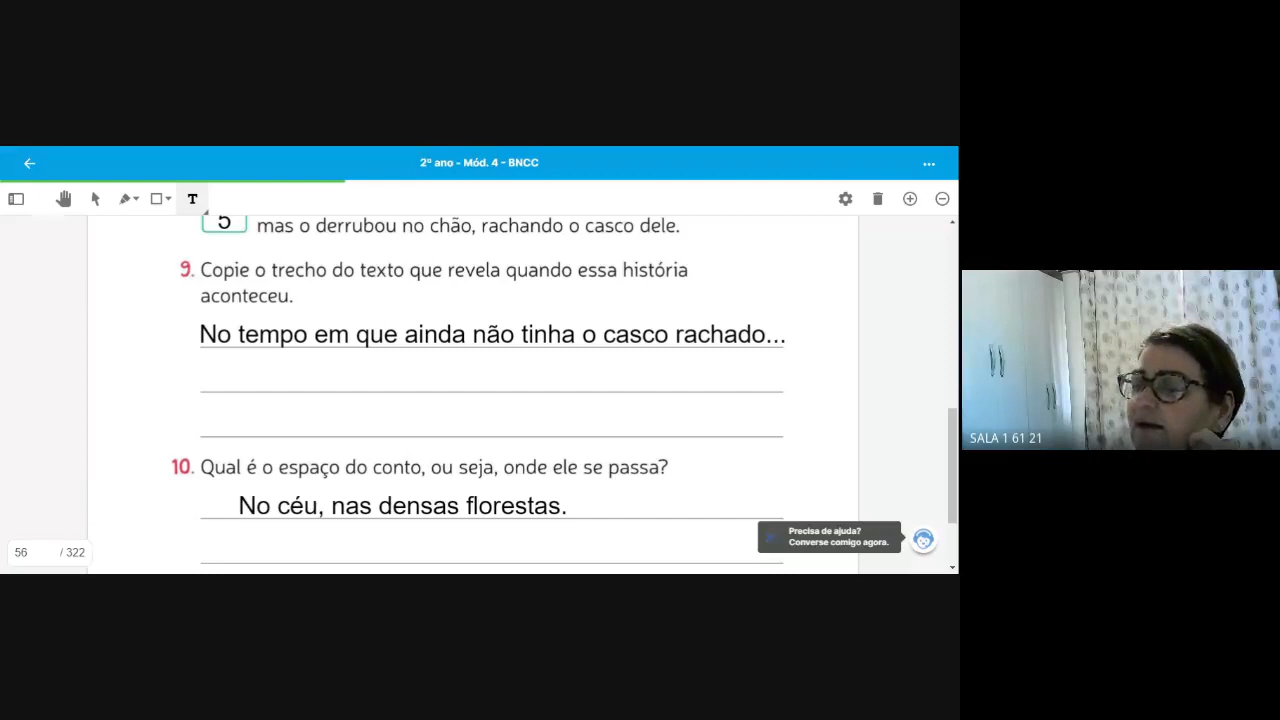 2º ano - Mód. 4 - BNCC
T
5 mas o derrubou no chão, rachando o casco dele.
9. Copie o trecho do texto que revela quando essa história
aconteceu.
No tempo em que ainda não tinha o casco rachado...
10. Qual é o espaço do conto, ou seja, onde ele se passa?
No céu, nas densas florestas.
Precisa de ajuda?
Converse comigo agora.
56 / 322
SALA 1 61 21